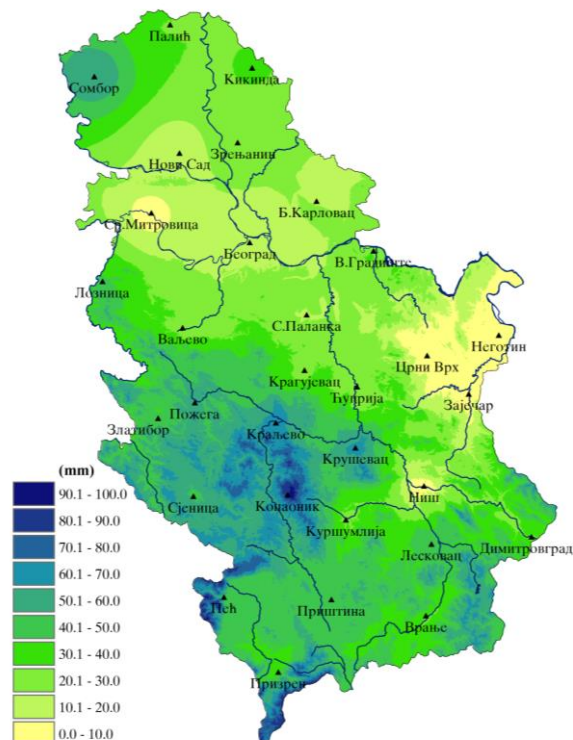 Палић
Кикинда
Сомбор
Зрењанин
Нови Сад
Б.Карловац
Ср.Митровица
Београд
В.Градиште
Лозница
С.Паланка
Ваљево
Неготин
Црни Врх
Крагујевац
Ћуприја
Зајечар
Пожега
Златибор
Краљево
Крушевац
Ниш
Копаоник
Сјеница
Куршумлија
Димитровград
Лесковац
Пећ
Приштина
Врање
Призрен
(mm)
90.1 - 100.0
80.1 - 90.0
70.1 - 80.0
60.1 - 70.0
50.1 - 60.0
40.1 - 50.0
30.1 - 40.0
20.1 - 30.0
10.1 - 20.0
0.0 - 10.0